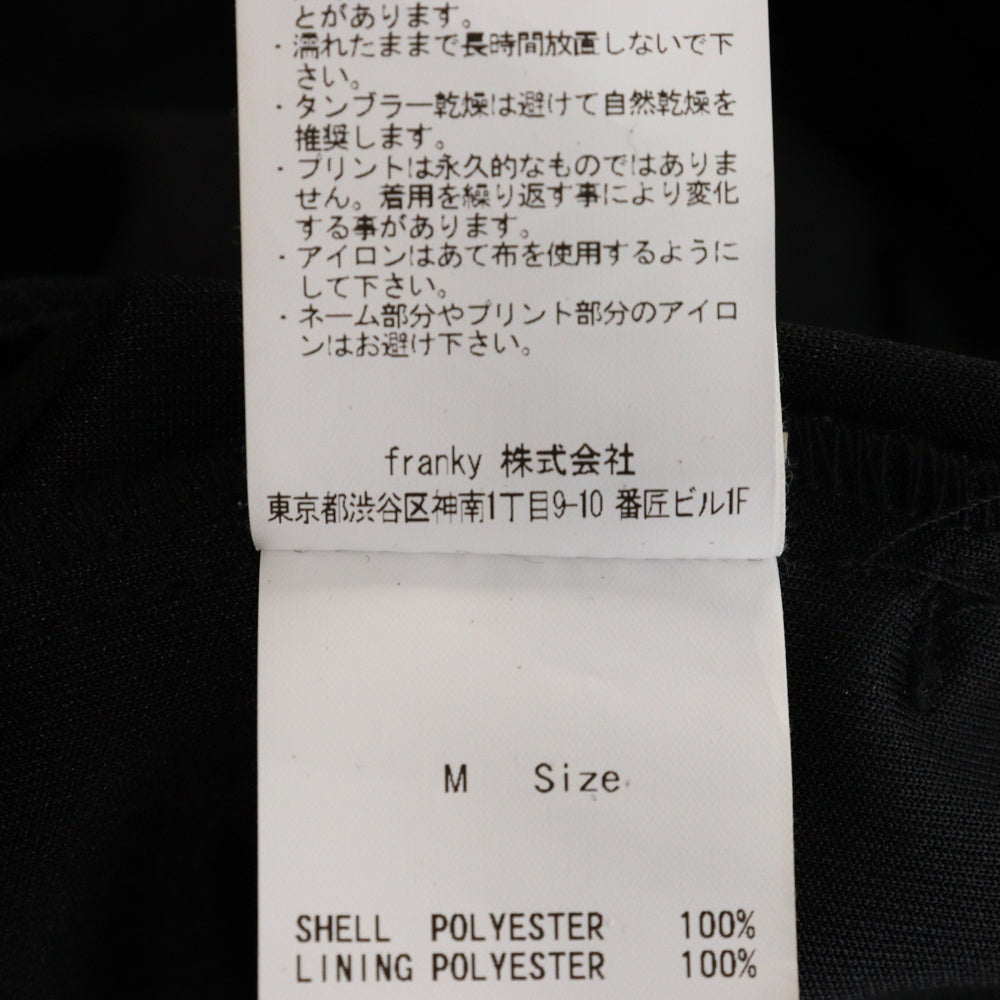 とがあります。
・濡れたままで長時間放置しないで下
さい。
・タンブラー乾燥は避けて自然乾燥を
推奨します。
・プリントは永久的なものではありま
せん。着用を繰り返す事により変化
する事があります。
・アイロンはあて布を使用するように
して下さい。
・ネーム部分やプリント部分のアイロ
ンはお避け下さい。
franky 株式会社
東京都渋谷区神南1丁目9-10 番匠ビル1F
M Size
SHELL POLYESTER 100%
LINING POLYESTER 100%